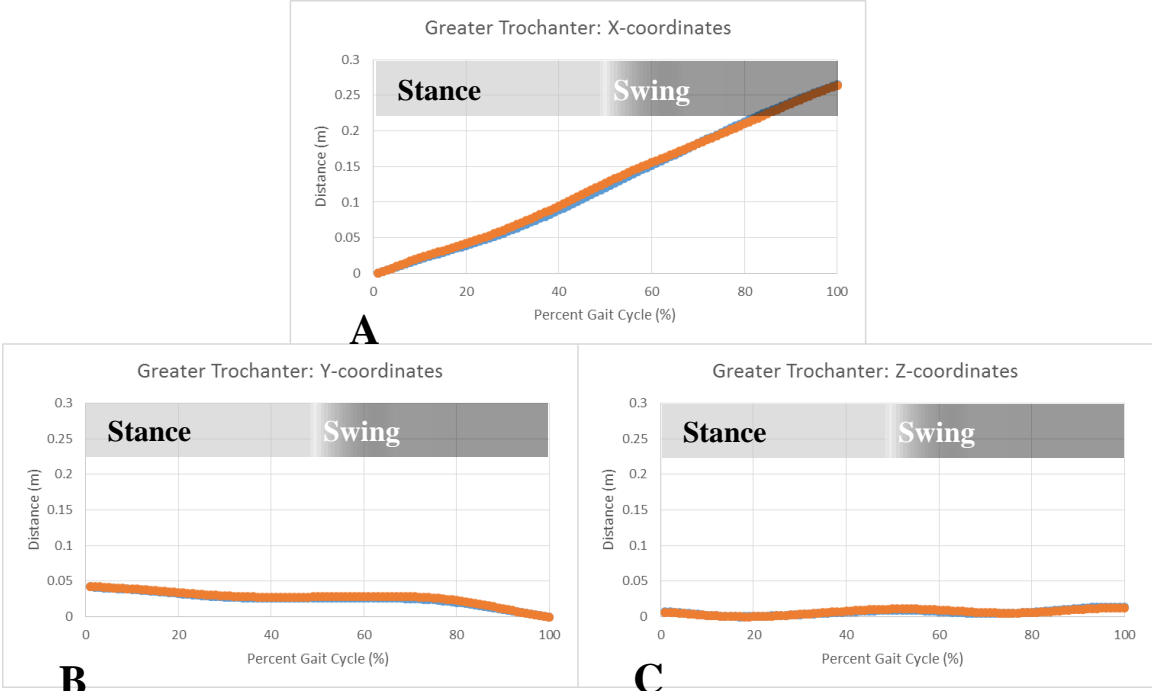 Greater Trochanter: X-coordinates
0.3
0.25
0.2
0.15
0.1
0.05
0
Distance (m)
Stance Swing
0 20 40 60 80 100
Percent Gait Cycle (%)
A
Greater Trochanter: Y-coordinates
0.3
0.25
0.2
0.15
0.1
0.05
0
Distance (m)
Stance Swing
0 20 40 60 80 100
Percent Gait Cycle (%)
B
Greater Trochanter: Z-coordinates
0.3
0.25
0.2
0.15
0.1
0.05
0
Distance (m)
Stance Swing
0 20 40 60 80 100
Percent Gait Cycle (%)
C